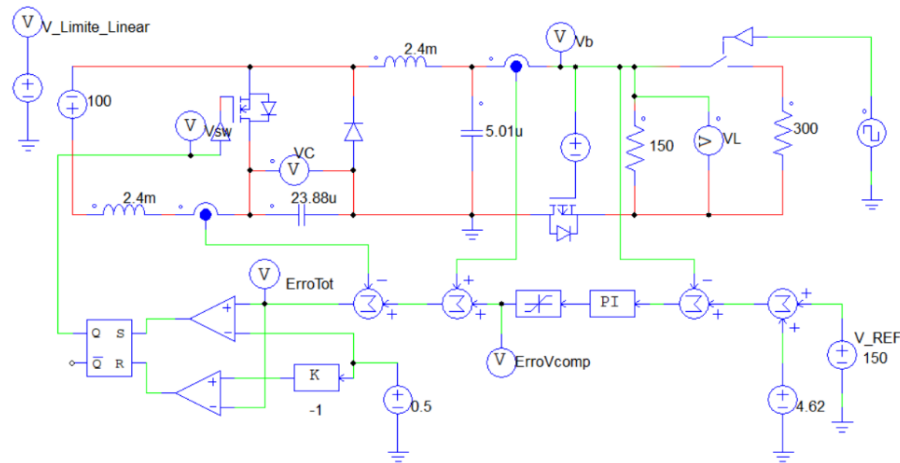 V
V_Limite_Linear
2.4m
V
Vb
100
V
Vsw
VC
V
5.01u
150
V
VL
300
2.4m
23.88u
V
ErroTot
Σ
Σ
PI
Σ
Σ
V_REF
150
Q S
Q R
V
ErroVcomp
K
-1
0.5
4.62